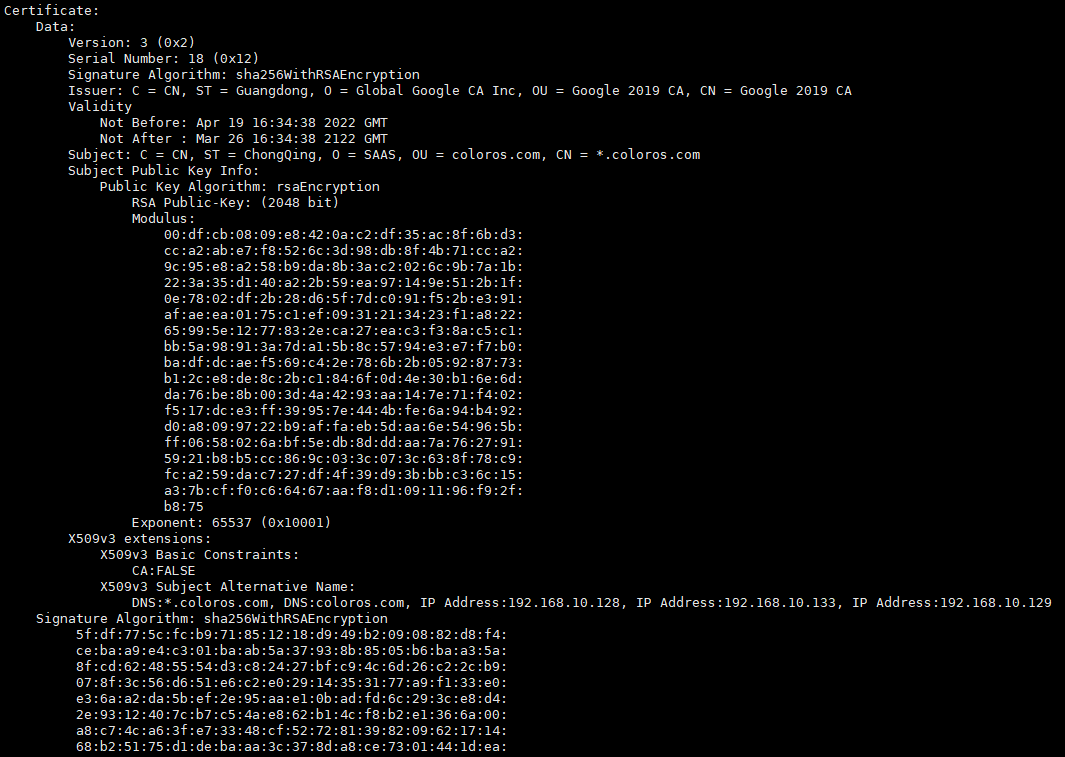 Certificate:
Data:
Version: 3 (0x2)
Serial Number: 18 (0x12)
Signature Algorithm: sha256WithRSAEncryption
Issuer: C = CN, ST = Guangdong, O = Global Google CA Inc, OU = Google 2019 CA, CN = Google 2019 CA
Validity
Not Before: Apr 19 16:34:38 2022 GMT
Not After : Mar 26 16:34:38 2122 GMT
Subject: C = CN, ST = ChongQing, O = SAAS, OU = coloros.com, CN = *.coloros.com
Subject Public Key Info:
Public Key Algorithm: rsaEncryption
RSA Public-Key: (2048 bit)
Modulus:
00:df:cb:08:09:e8:42:0a:c2:df:35:ac:8f:6b:d3:
cc:a2:ab:e7:f8:52:6c:3d:98:db:8f:4b:71:cc:a2:
9c:95:e8:a2:58:b9:da:8b:3a:c2:02:6c:9b:7a:1b:
22:3a:35:d1:40:a2:2b:59:ea:97:14:9e:51:2b:1f:
0e:78:02:df:2b:28:d6:5f:7d:c0:91:f5:2b:e3:91:
af:ae:ea:01:75:c1:ef:09:31:21:34:23:f1:a8:22:
65:99:5e:12:77:83:2e:ca:27:ea:c3:f3:8a:c5:c1:
bb:5a:98:91:3a:7d:a1:5b:8c:57:94:e3:e7:f7:b0:
ba:df:dc:ae:f5:69:c4:2e:78:6b:2b:05:92:87:73:
b1:2c:e8:de:8c:2b:c1:84:6f:0d:4e:30:b1:6e:6d:
da:76:be:8b:00:3d:4a:42:93:aa:14:7e:71:f4:02:
f5:17:dc:e3:ff:39:95:7e:44:4b:fe:6a:94:b4:92:
d0:a8:09:97:22:b9:af:fa:eb:5d:aa:6e:54:96:5b:
ff:06:58:02:6a:bf:5e:db:8d:dd:aa:7a:76:27:91:
59:21:b8:b5:cc:86:9c:03:3c:07:3c:63:8f:78:c9:
fc:a2:59:da:c7:27:df:4f:39:d9:3b:bb:c3:6c:15:
a3:7b:cf:f0:c6:64:67:aa:f8:d1:09:11:96:f9:2f:
b8:75
Exponent: 65537 (0x10001)
X509v3 extensions:
X509v3 Basic Constraints:
CA:FALSE
X509v3 Subject Alternative Name:
DNS:*.coloros.com, DNS:coloros.com, IP Address:192.168.10.128, IP Address:192.168.10.133, IP Address:192.168.10.129
Signature Algorithm: sha256WithRSAEncryption
5f:df:77:5c:fc:b9:71:85:12:18:d9:49:b2:09:08:82:d8:f4:
ce:ba:a9:e4:c3:01:ba:ab:5a:37:93:8b:85:05:b6:ba:a3:5a:
8f:cd:62:48:55:54:d3:c8:24:27:bf:c9:4c:6d:26:c2:2c:b9:
07:8f:3c:56:d6:51:e6:c2:e0:29:14:35:31:77:a9:f1:33:e0:
e3:6a:a2:da:5b:ef:2e:95:aa:e1:0b:ad:fd:6c:29:3c:e8:d4:
2e:93:12:40:7c:b7:c5:4a:e8:62:b1:4c:f8:b2:e1:36:6a:00:
a8:c7:4c:a6:3f:e7:33:48:cf:52:72:81:39:82:09:62:17:14:
68:b2:51:75:d1:de:ba:aa:3c:37:8d:a8:ce:73:01:44:1d:ea: